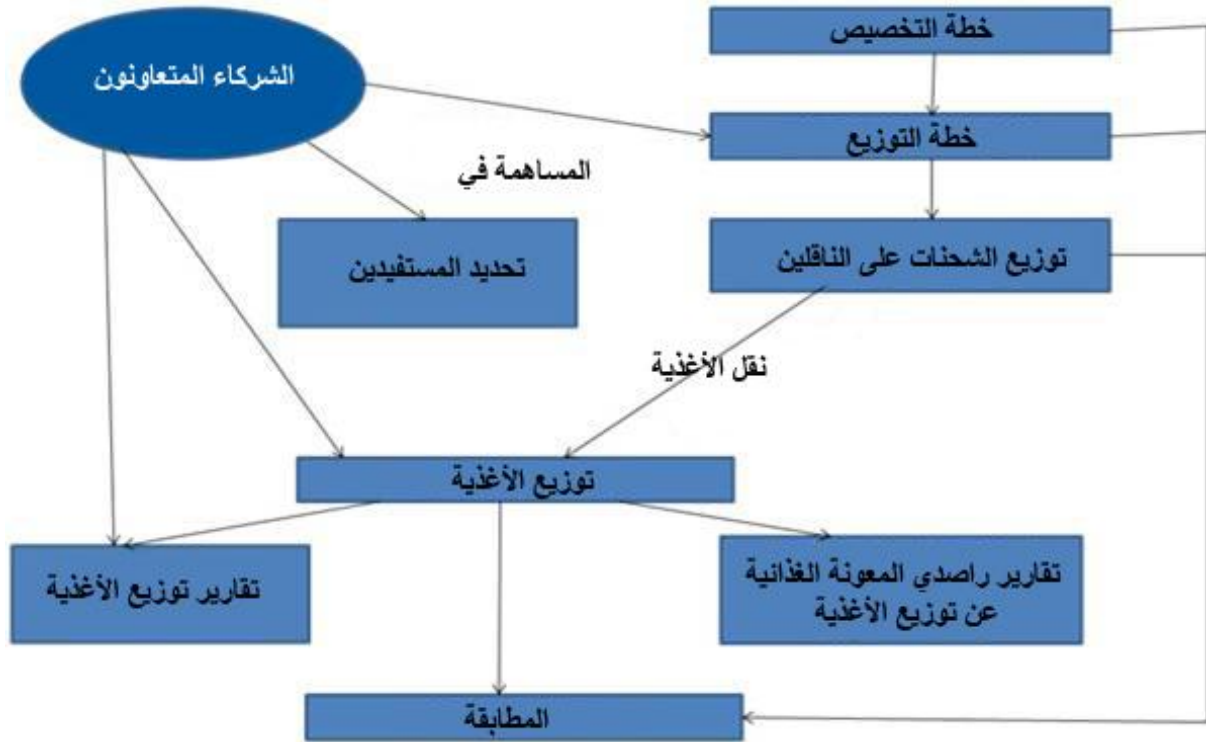 خطة التخصيص
الشركاء المتعاونون
خطة التوزيع
المساهمة في
توزيع الشحنات على الناقلين
تحديد المستفيدين
نقل الأغذية
توزيع الأغذية
تقارير راصدي المعونة الغذائية
عن توزيع الأغذية
تقارير توزيع الأغذية
المطابقة